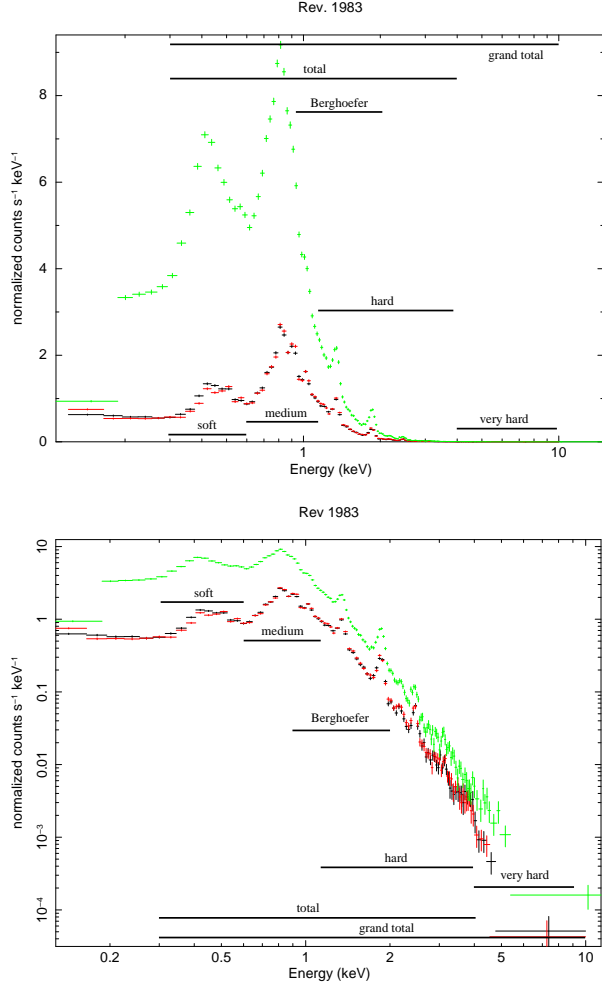 Rev. 1983
normalized counts s⁻¹ keV⁻¹
8
6
4
2
0
grand total
total
Berghoefer
hard
soft
medium
very hard
1
10
Energy (keV)
Rev 1983
normalized counts s⁻¹ keV⁻¹
10
1
0.1
0.01
10⁻³
10⁻⁴
soft
medium
Berghoefer
hard
very hard
total
grand total
0.2
0.5
1
2
5
10
Energy (keV)